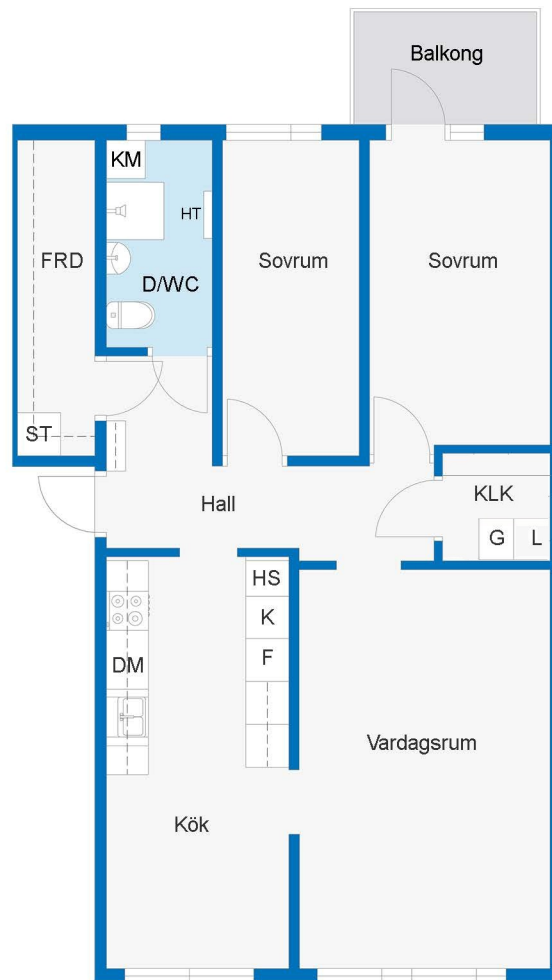 Balkong
KM
HT
FRD
Sovrum
Sovrum
D/WC
ST
KLK
Hall
G
L
HS
K
F
DM
Vardagsrum
Kök